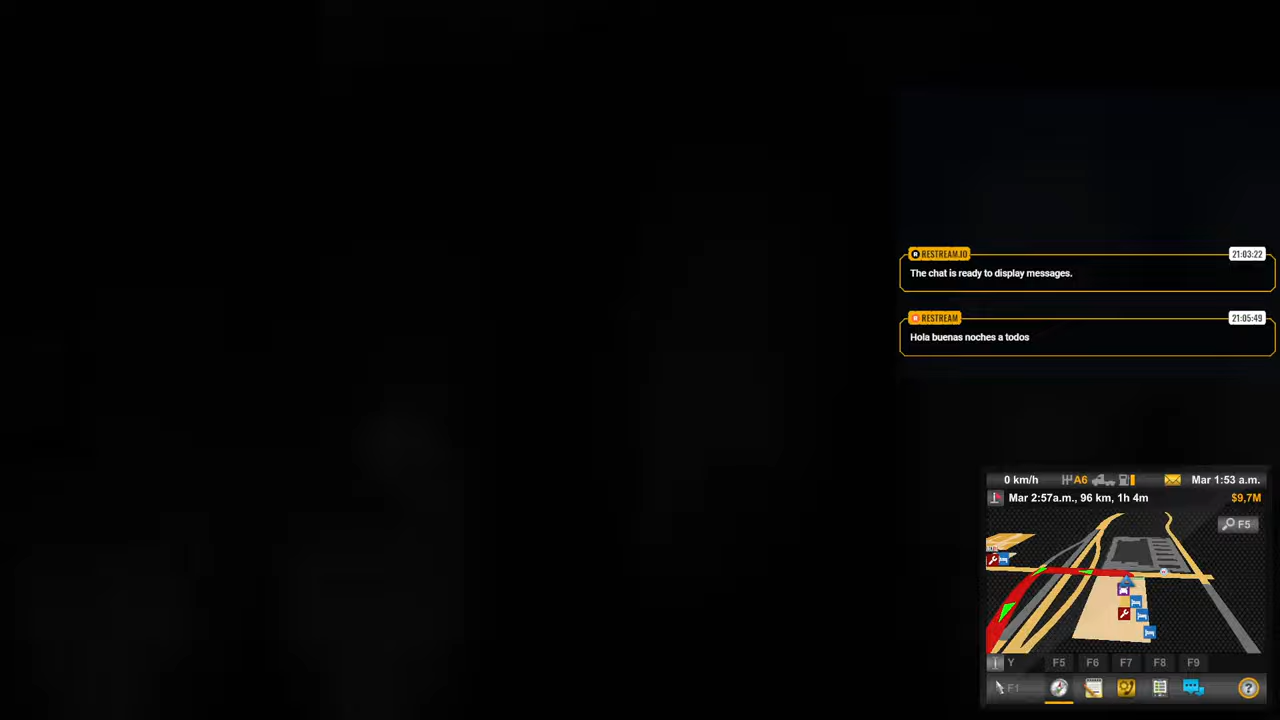 RESTREAM.IO 21:03:22
The chat is ready to display messages.
RESTREAM 21:05:49
Hola buenas noches a todos
0 km/h A6 Mar 1:53 a.m.
Mar 2:57a.m., 96 km, 1h 4m $9,7M
F5
Y F5 F6 F7 F8 F9
F1 ?